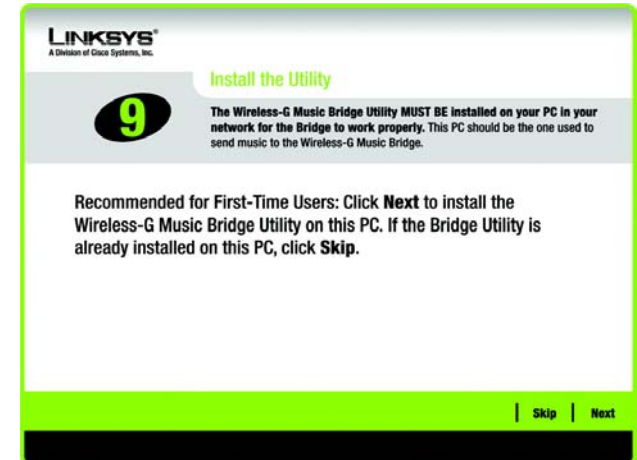 LINKSYS®
A Division of Cisco Systems, Inc.
Install the Utility
9
The Wireless-G Music Bridge Utility MUST BE installed on your PC in your
network for the Bridge to work properly. This PC should be the one used to
send music to the Wireless-G Music Bridge.
Recommended for First-Time Users: Click Next to install the
Wireless-G Music Bridge Utility on this PC. If the Bridge Utility is
already installed on this PC, click Skip.
Skip Next